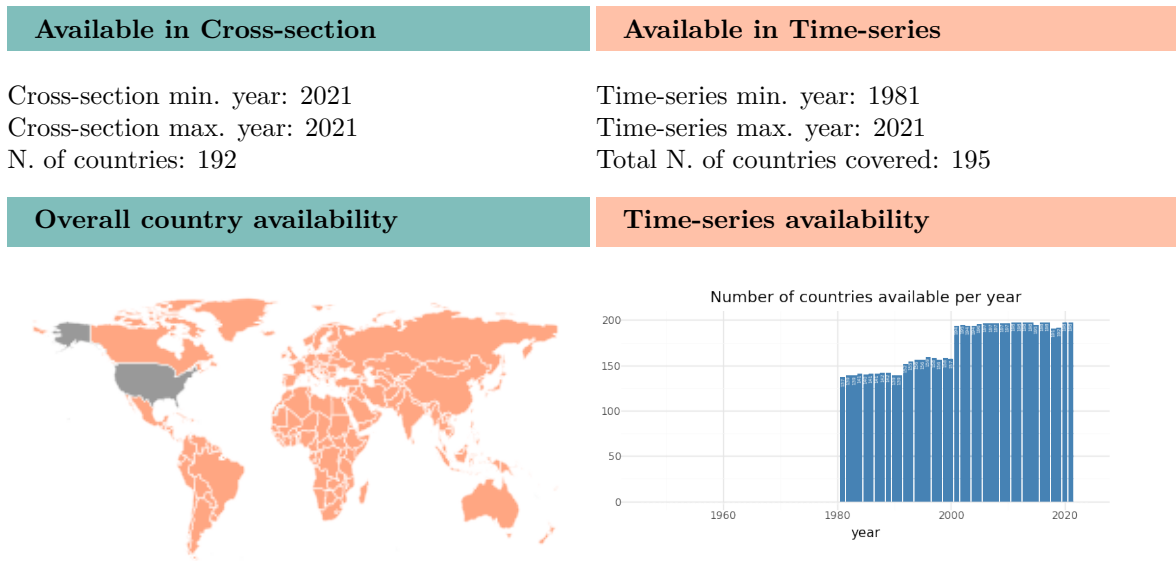 Available in Cross-section
Available in Time-series
Cross-section min. year: 2021
Cross-section max. year: 2021
N. of countries: 192
Time-series min. year: 1981
Time-series max. year: 2021
Total N. of countries covered: 195
Overall country availability
Time-series availability
Number of countries available per year
200
150
100
50
0
1960
1980
2000
2020
year